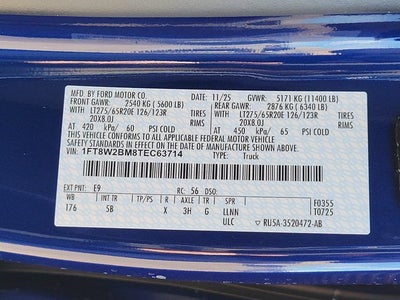 MFD. BY FORD MOTOR CO. 11/25 GVWR: 5171 KG (11400 LB)
FRONT GAWR: 2540 KG ( 5600 LB) REAR GAWR: 2876 KG ( 6340 LB)
WITH LT275/65R20E 126/123R WITH LT275/65R20E 126/123R
20X8.0J 20X8.0J
AT 420 kPa/ 60 PSI COLD AT 450 kPa/ 65 PSI COLD
THIS VEHICLE CONFORMS TO ALL APPLICABLE FEDERAL MOTOR VEHICLE
SAFETY STANDARDS IN EFFECT ON THE DATE OF MANUFACTURE SHOWN ABOVE.
VIN: 1FT8W2BM8TEC63714 TYPE: Truck
EXT PNT: E9 RC: 56 DSO:
WB INT TR TP/PS R AXLE TR SPR F0355
176 5B X 3H G LLNN T0725
ULC RU5A-3520472-AB